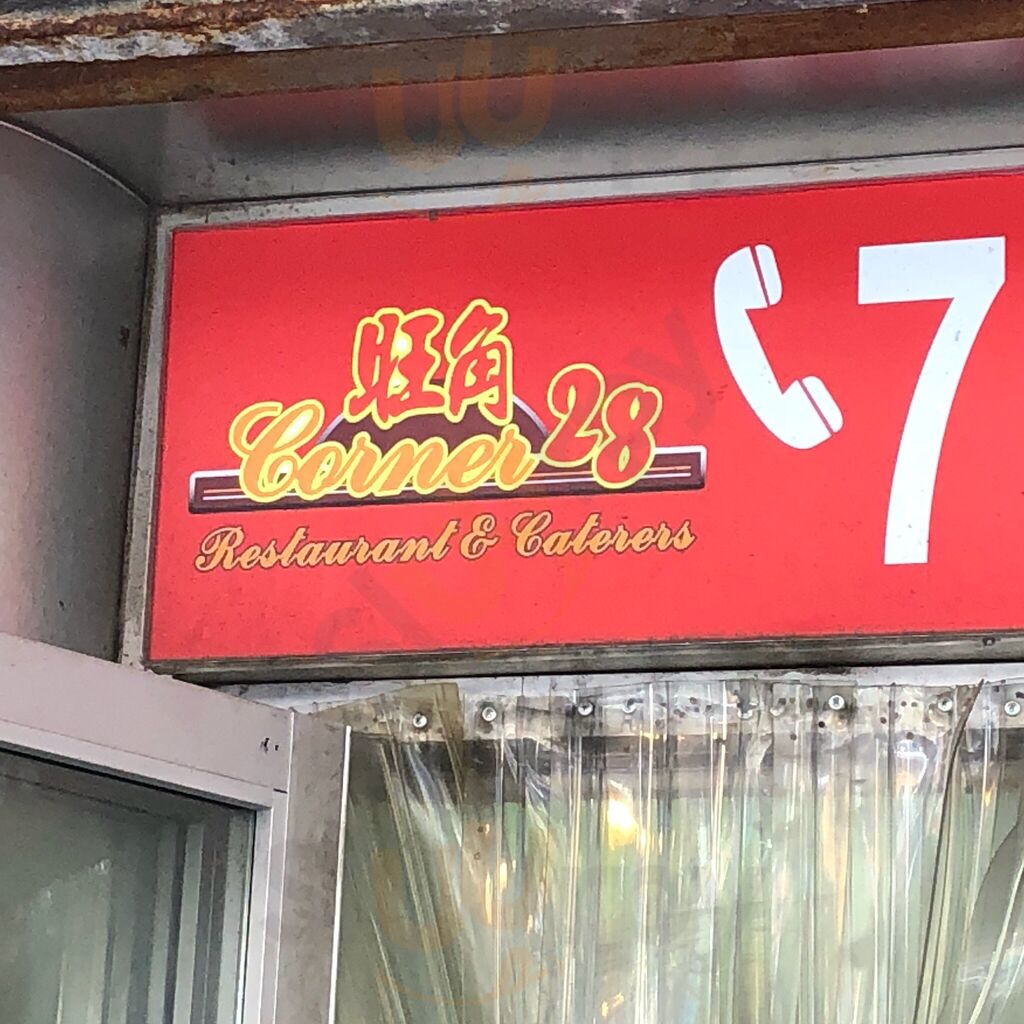 旺角
Corner 28
Restaurant & Caterers
7